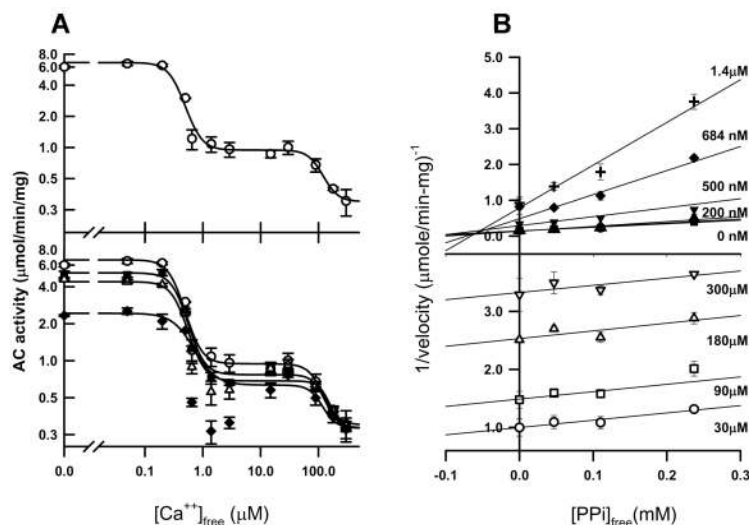 A
8.0
6.0
4.0
2.0
1.0
0.5
0.3
8.0
6.0
4.0
2.0
1.0
0.5
0.3
0.0
0.1
1.0
10.0
100.0
AC activity (μmol/min/mg)
[Ca++]free (μM)
B
5.0
4.0
3.0
2.0
1.0
0.0
3.0
2.0
1.0
-0.1
0.0
0.1
0.2
0.3
1/velocity (μmole/min-mg)-1
[PPi]free(mM)
1.4μM
684 nM
500 nM
200 nM
0 nM
300μM
180μM
90μM
30μM